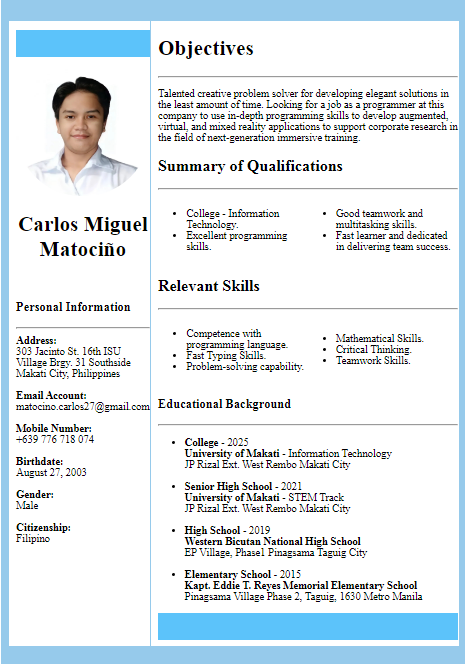 Carlos Miguel
Matociño
Personal Information
Address:
303 Jacinto St. 16th ISU
Village Brgy. 31 Southside
Makati City, Philippines
Email Account:
matocino.carlos27@gmail.com
Mobile Number:
+639 776 718 074
Birthdate:
August 27, 2003
Gender:
Male
Citizenship:
Filipino
Objectives
Talented creative problem solver for developing elegant solutions in
the least amount of time. Looking for a job as a programmer at this
company to use in-depth programming skills to develop augmented,
virtual, and mixed reality applications to support corporate research in
the field of next-generation immersive training.
Summary of Qualifications
• College - Information
Technology.
• Excellent programming
skills.
• Good teamwork and
multitasking skills.
• Fast learner and dedicated
in delivering team success.
Relevant Skills
• Competence with
programming language.
• Fast Typing Skills.
• Problem-solving capability.
• Mathematical Skills.
• Critical Thinking.
• Teamwork Skills.
Educational Background
• College - 2025
University of Makati - Information Technology
JP Rizal Ext. West Rembo Makati City
• Senior High School - 2021
University of Makati - STEM Track
JP Rizal Ext. West Rembo Makati City
• High School - 2019
Western Bicutan National High School
EP Village, Phase1 Pinagsama Taguig City
• Elementary School - 2015
Kapt. Eddie T. Reyes Memorial Elementary School
Pinagsama Village Phase 2, Taguig, 1630 Metro Manila